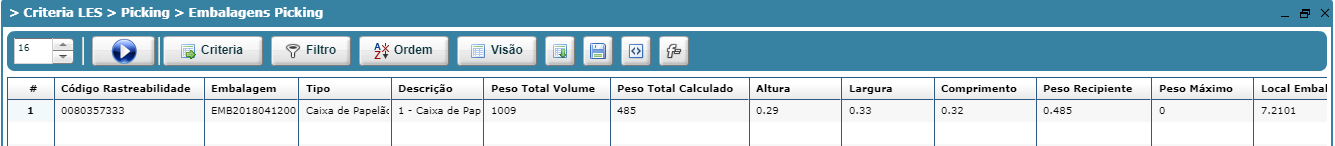 > Criteria LES > Picking > Embalagens Picking
16 Criteria Filtro Ordem Visão
# Código Rastreabilidade Embalagem Tipo Descrição Peso Total Volume Peso Total Calculado Altura Largura Comprimento Peso Recipiente Peso Máximo Local Embal
1 0080357333 EMB2018041200 Caixa de Papelão 1 - Caixa de Pap 1009 485 0.29 0.33 0.32 0.485 0 7.2101